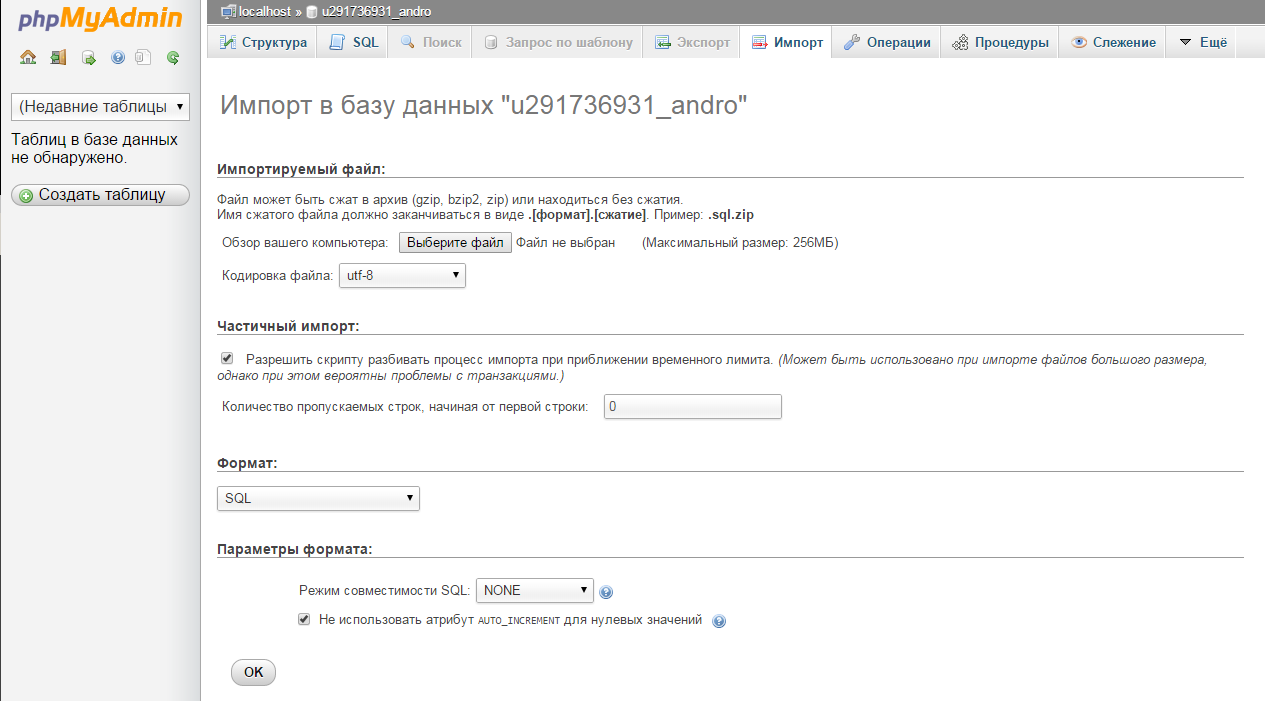 phpMyAdmin
(Недавние таблицы
Таблиц в базе данных
не обнаружено.
Создать таблицу
localhost » u291736931_andro
Структура SQL Поиск Запрос по шаблону Экспорт Импорт Операции Процедуры Слежение Ещё
Импорт в базу данных "u291736931_andro"
Импортируемый файл:
Файл может быть сжат в архив (gzip, bzip2, zip) или находиться без сжатия.
Имя сжатого файла должно заканчиваться в виде .[формат].[сжатие]. Пример: .sql.zip
Обзор вашего компьютера: Выберите файл Файл не выбран (Максимальный размер: 256МБ)
Кодировка файла: utf-8
Частичный импорт:
Разрешить скрипту разбивать процесс импорта при приближении временного лимита. (Может быть использовано при импорте файлов большого размера,
однако при этом вероятны проблемы с транзакциями.)
Количество пропускаемых строк, начиная от первой строки: 0
Формат:
SQL
Параметры формата:
Режим совместимости SQL: NONE
Не использовать атрибут AUTO_INCREMENT для нулевых значений
OK